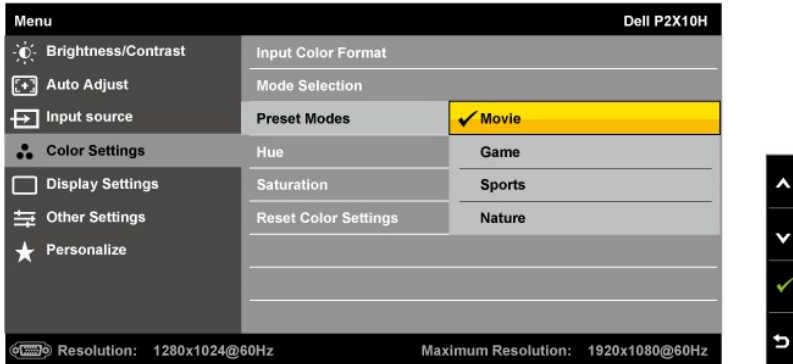 Menu Dell P2X10H
Brightness/Contrast Input Color Format
Auto Adjust Mode Selection
Input source Preset Modes Movie
Color Settings Hue Game
Display Settings Saturation Sports
Other Settings Reset Color Settings Nature
Personalize
Resolution: 1280x1024@60Hz Maximum Resolution: 1920x1080@60Hz